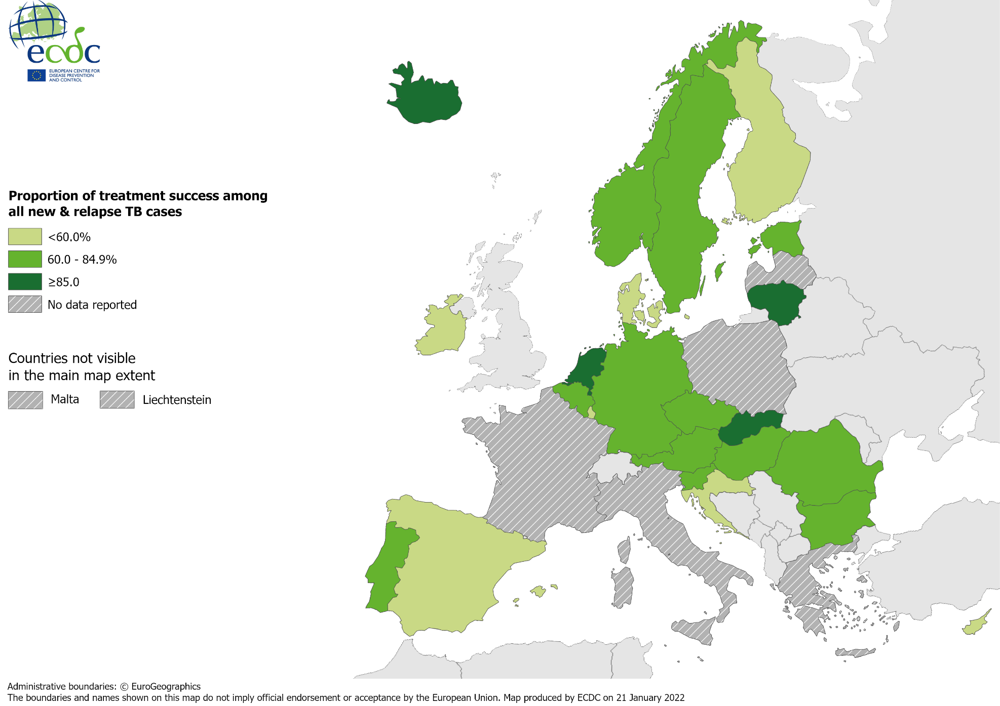 ecdc
EUROPEAN CENTRE FOR
DISEASE PREVENTION
AND CONTROL
Proportion of treatment success among
all new & relapse TB cases
<60.0%
60.0 - 84.9%
≥85.0
No data reported
Countries not visible
in the main map extent
Malta Liechtenstein
Administrative boundaries: © EuroGeographics
The boundaries and names shown on this map do not imply official endorsement or acceptance by the European Union. Map produced by ECDC on 21 January 2022